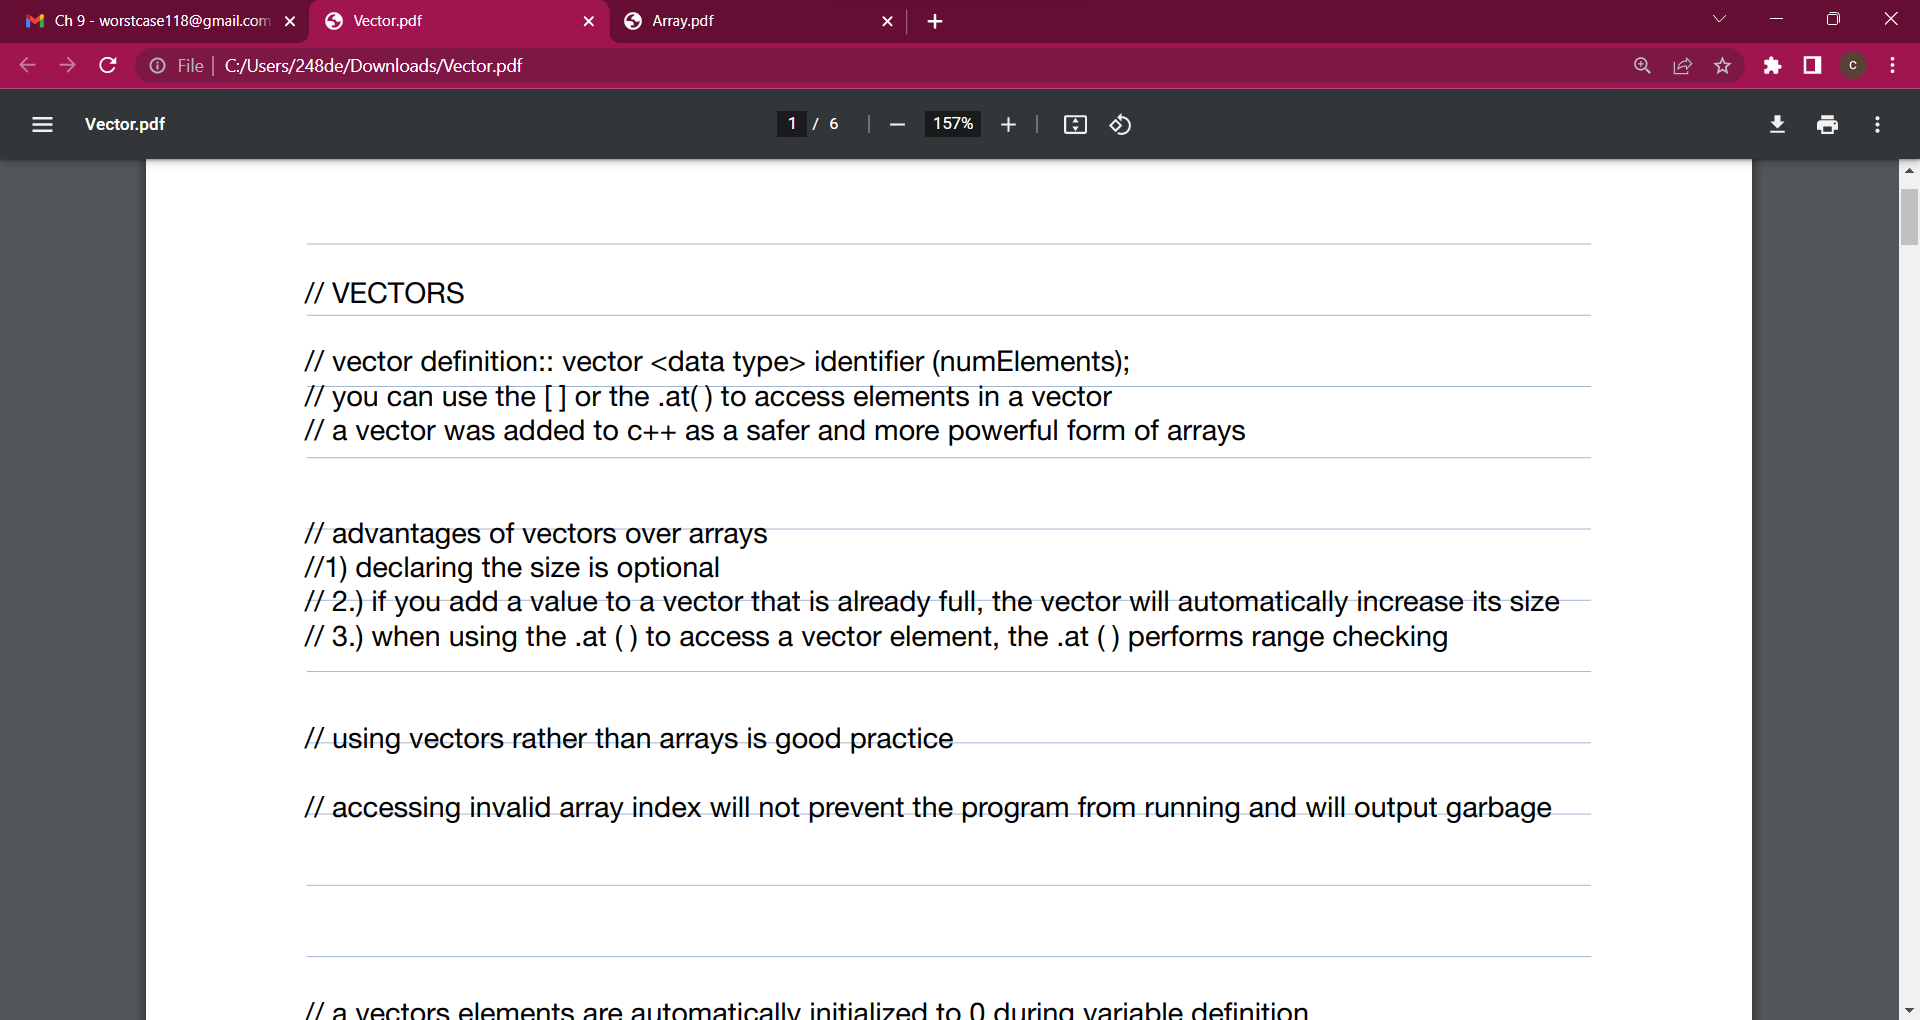 Ch 9 - worstcase118@gmail.com
Vector.pdf
Array.pdf
File | C:/Users/248de/Downloads/Vector.pdf
C
Vector.pdf
1 / 6
157%
// VECTORS
// vector definition:: vector <data type> identifier (numElements);
// you can use the [ ] or the .at( ) to access elements in a vector
// a vector was added to c++ as a safer and more powerful form of arrays
// advantages of vectors over arrays
//1) declaring the size is optional
// 2.) if you add a value to a vector that is already full, the vector will automatically increase its size
// 3.) when using the .at ( ) to access a vector element, the .at ( ) performs range checking
// using vectors rather than arrays is good practice
// accessing invalid array index will not prevent the program from running and will output garbage
// a vectors elements are automatically initialized to 0 during variable definition